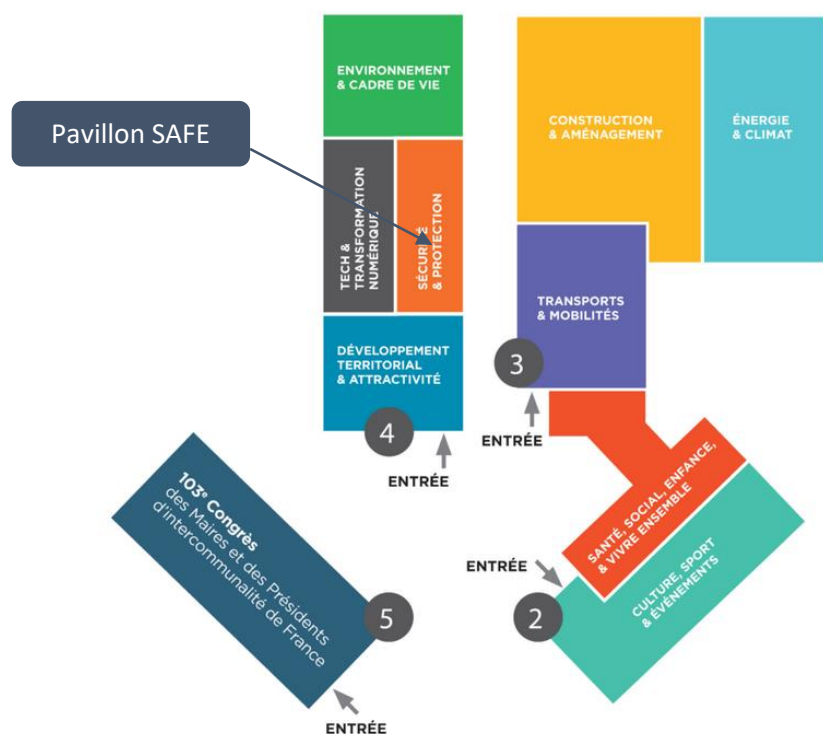 ENVIRONNEMENT
& CADRE DE VIE
Pavillon SAFE
TECH &
TRANSFORMATION
NUMÉRIQUE
SÉCURITÉ
& PROTECTION
DÉVELOPPEMENT
TERRITORIAL
& ATTRACTIVITÉ
4
ENTRÉE
CONSTRUCTION
& AMÉNAGEMENT
ÉNERGIE
& CLIMAT
TRANSPORTS
& MOBILITÉS
3
ENTRÉE
SANTÉ, SOCIAL, ENFANCE,
& VIVRE ENSEMBLE
CULTURE, SPORT
& ÉVÉNEMENTS
ENTRÉE
2
103e Congrès
des Maires et des Présidents
d'intercommunalité de France
5
ENTRÉE